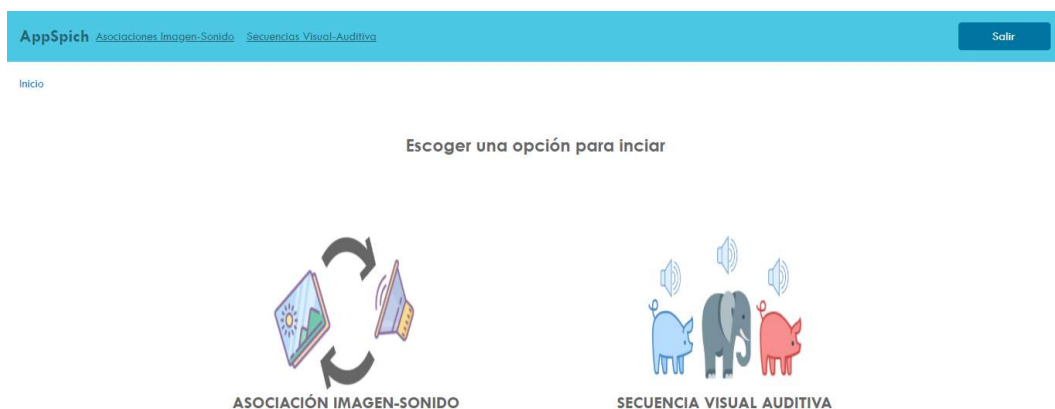 AppSpich Asociaciones Imagen-Sonido Secuencias Visual-Auditiva Salir
Inicio
Escoger una opción para inciar
ASOCIACIÓN IMAGEN-SONIDO SECUENCIA VISUAL AUDITIVA